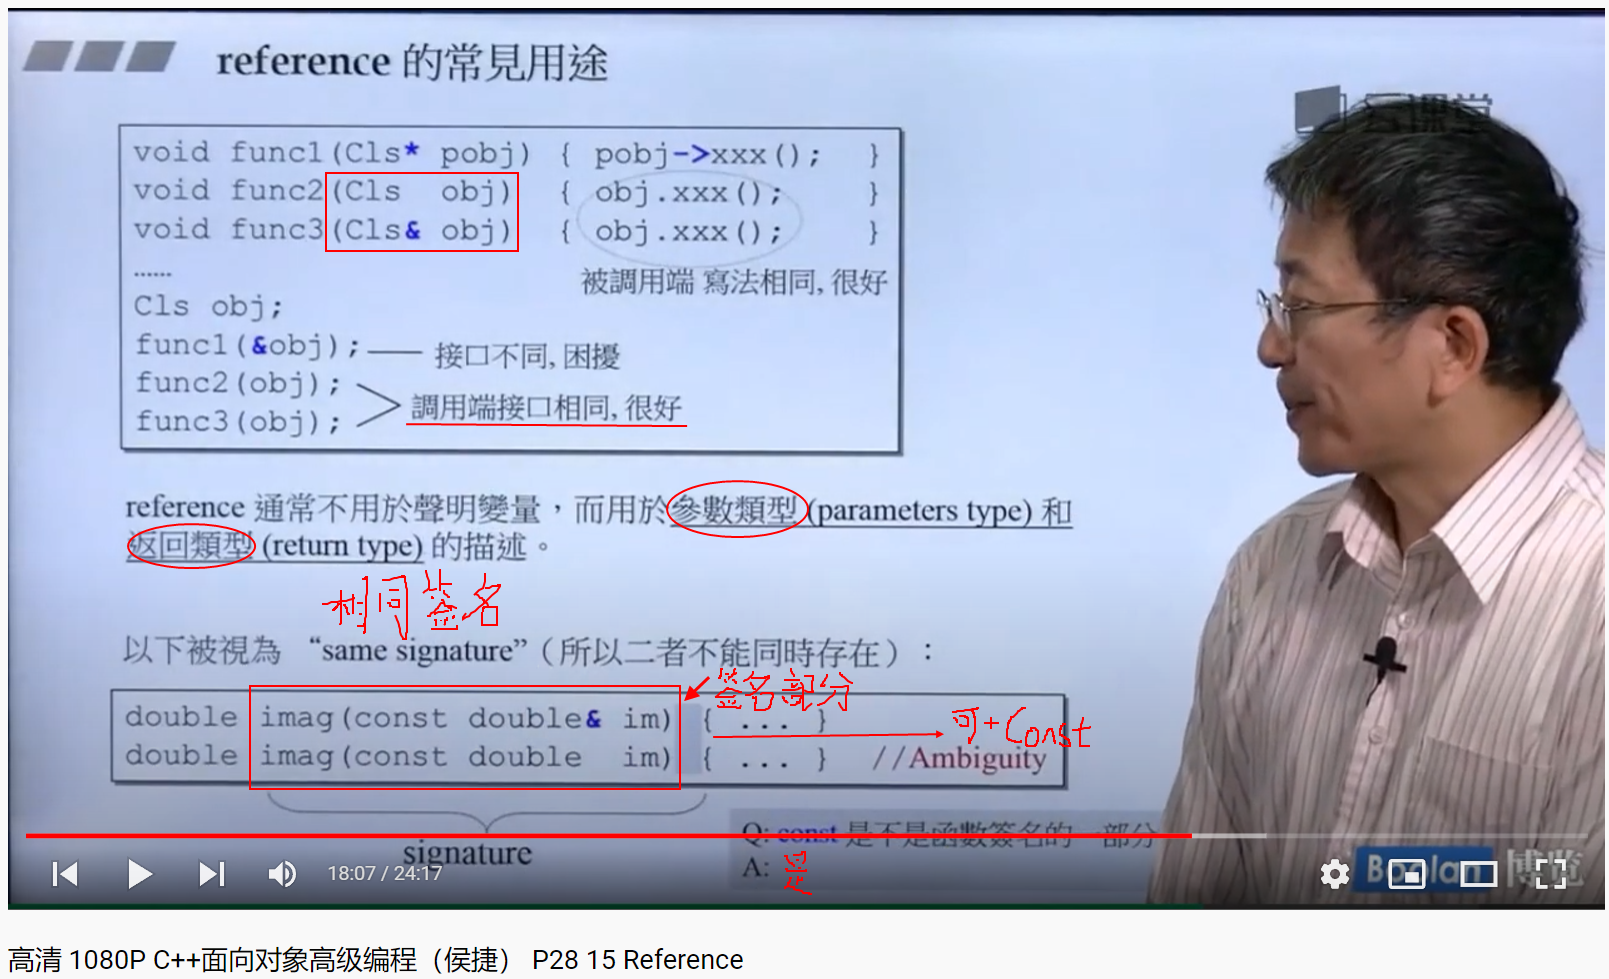 reference 的常見用途
云课堂
void func1(Cls* pobj) { pobj->xxx(); }
void func2(Cls obj) { obj.xxx(); }
void func3(Cls& obj) { obj.xxx(); }
......
被調用端 寫法相同, 很好
Cls obj;
func1(&obj); 接口不同, 困擾
func2(obj);
調用端接口相同, 很好
func3(obj);
reference 通常不用於聲明變量，而用於參數類型 (parameters type) 和
返回類型 (return type) 的描述。
相同签名
以下被視為 “same signature”（所以二者不能同時存在）：
签名部分
double imag(const double& im) { ... } 可+Const
double imag(const double im) { ... } //Ambiguity
signature
Q: const 是不是函數簽名的一部分
A: 是
18:07 / 24:17
Boolan 博览
高清 1080P C++面向对象高级编程（侯捷） P28 15 Reference